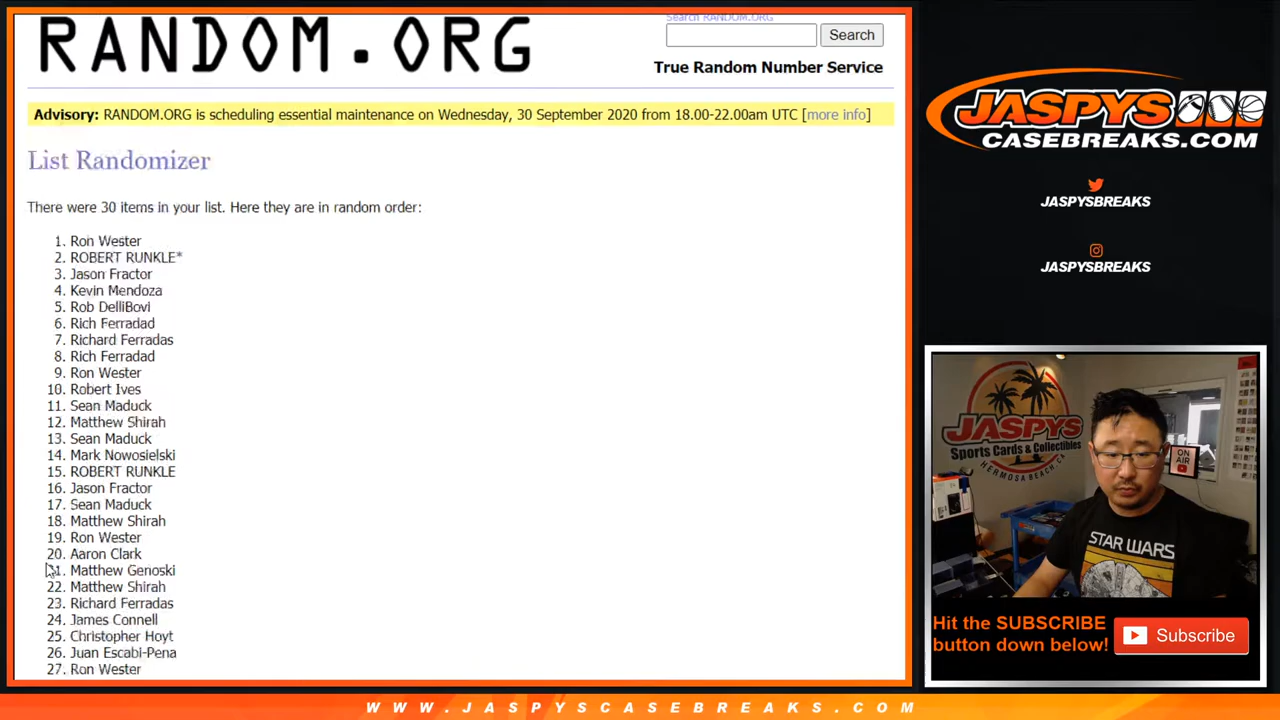 RANDOM.ORG
Search RANDOM.ORG
Search
True Random Number Service
Advisory: RANDOM.ORG is scheduling essential maintenance on Wednesday, 30 September 2020 from 18.00-22.00am UTC [more info]
List Randomizer
There were 30 items in your list. Here they are in random order:
1. Ron Wester
2. ROBERT RUNKLE*
3. Jason Fractor
4. Kevin Mendoza
5. Rob DelliBovi
6. Rich Ferradad
7. Richard Ferradas
8. Rich Ferradad
9. Ron Wester
10. Robert Ives
11. Sean Maduck
12. Matthew Shirah
13. Sean Maduck
14. Mark Nowosielski
15. ROBERT RUNKLE
16. Jason Fractor
17. Sean Maduck
18. Matthew Shirah
19. Ron Wester
20. Aaron Clark
21. Matthew Genoski
22. Matthew Shirah
23. Richard Ferradas
24. James Connell
25. Christopher Hoyt
26. Juan Escabi-Pena
27. Ron Wester
JASPYS
CASEBREAKS.COM
JASPYSBREAKS
JASPYSBREAKS
JASPYS
Sports Cards & Collectibles
HERMOSA BEACH, CA
ON
AIR
STAR WARS
Hit the SUBSCRIBE
button down below!
Subscribe
WWW.JASPYSCASEBREAKS.COM